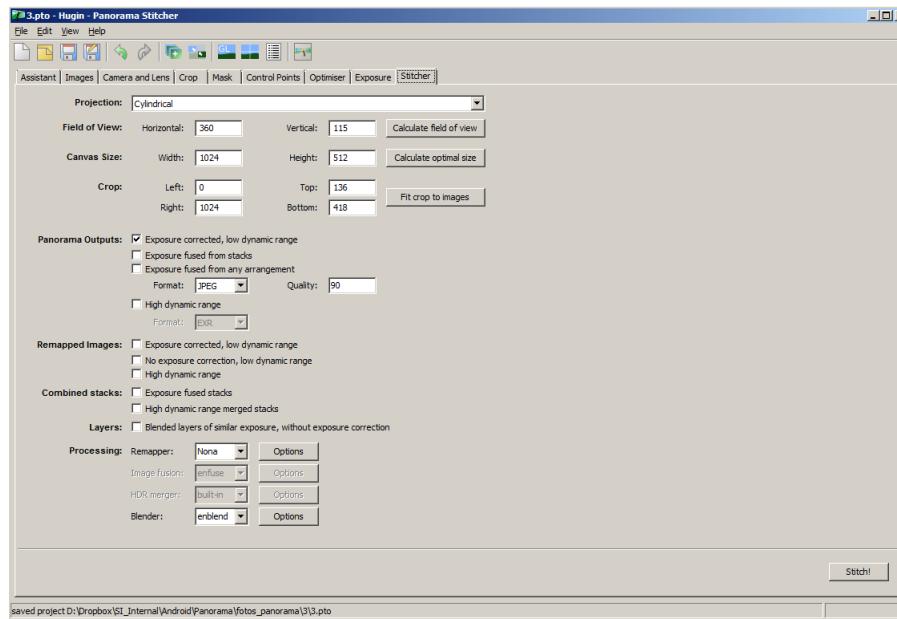 3.pto - Hugin - Panorama Stitcher
File Edit View Help
Assistant Images Camera and Lens Crop Mask Control Points Optimiser Exposure Stitcher
Projection: Cylindrical
Field of View: Horizontal: 360 Vertical: 115 Calculate field of view
Canvas Size: Width: 1024 Height: 512 Calculate optimal size
Crop: Left: 0 Top: 136
Fit crop to images
Right: 1024 Bottom: 418
Panorama Outputs: Exposure corrected, low dynamic range
Exposure fused from stacks
Exposure fused from any arrangement
Format: JPEG Quality: 90
High dynamic range
Format: EXR
Remapped Images: Exposure corrected, low dynamic range
No exposure correction, low dynamic range
High dynamic range
Combined stacks: Exposure fused stacks
High dynamic range merged stacks
Layers: Blended layers of similar exposure, without exposure correction
Processing: Remapper: Nona Options
Image fusion: enfuse Options
HDR merger: built-in Options
Blender: enblend Options
Stitch!
saved project D:\Dropbox\SI_Internal\Android\Panorama\fotos_panorama\3\3.pto